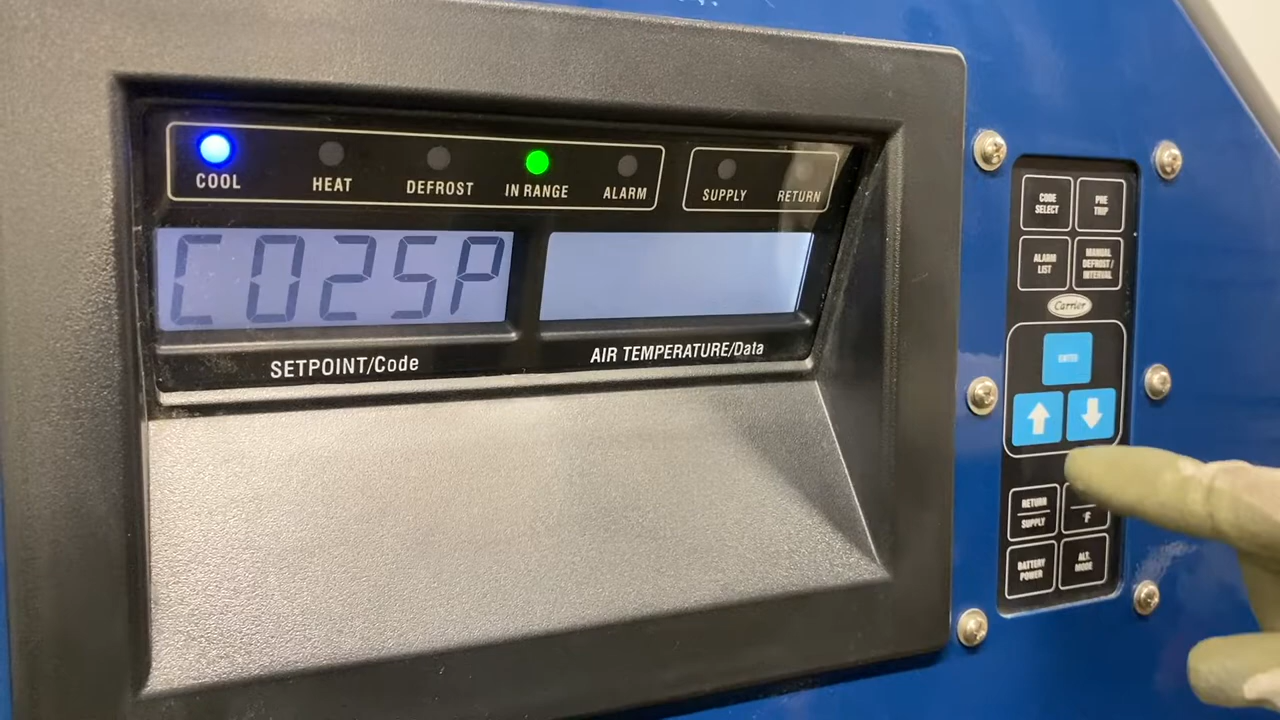 COOL
HEAT
DEFROST
IN RANGE
ALARM
SUPPLY
RETURN
CO2SP
SETPOINT/Code
AIR TEMPERATURE/Data
CODE
SELECT
PRE
TRIP
ALARM
LIST
MANUAL
DEFROST/
INTERVAL
Carrier
ENTER
RETURN
SUPPLY
°F
BATTERY
POWER
ALT.
MODE